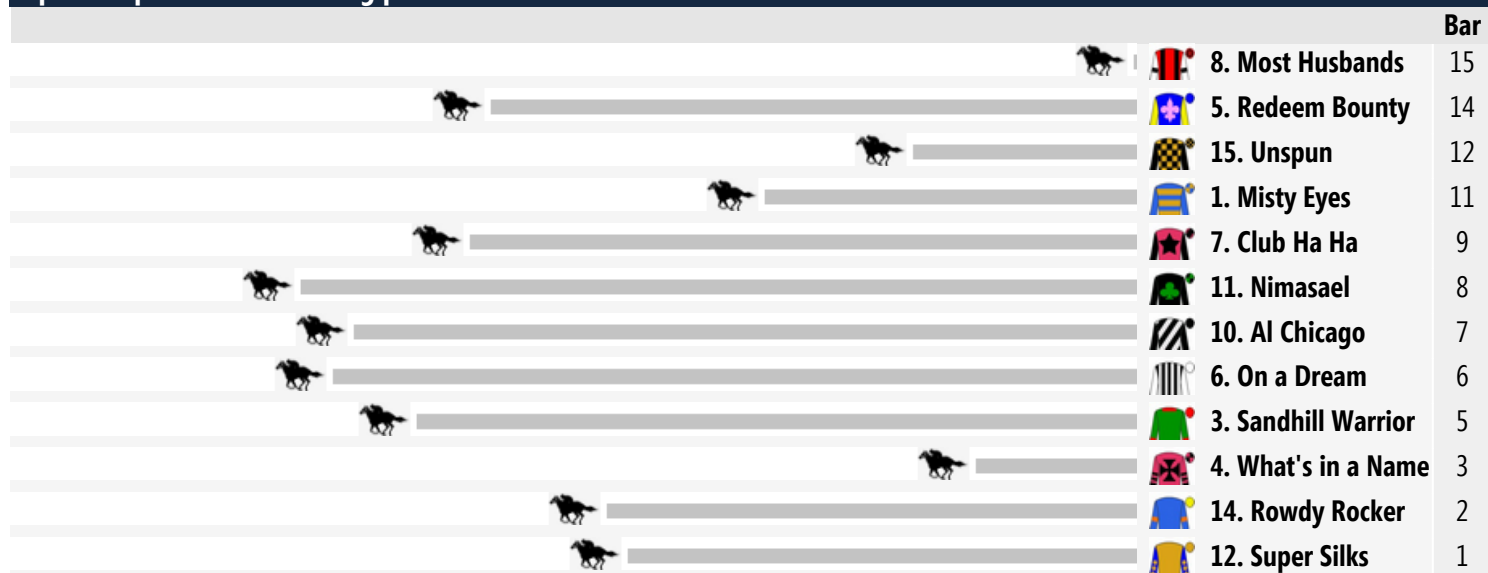 Bar
8. Most Husbands 15
5. Redeem Bounty 14
15. Unspun 12
1. Misty Eyes 11
7. Club Ha Ha 9
11. Nimasael 8
10. Al Chicago 7
6. On a Dream 6
3. Sandhill Warrior 5
4. What's in a Name 3
14. Rowdy Rocker 2
12. Super Silks 1